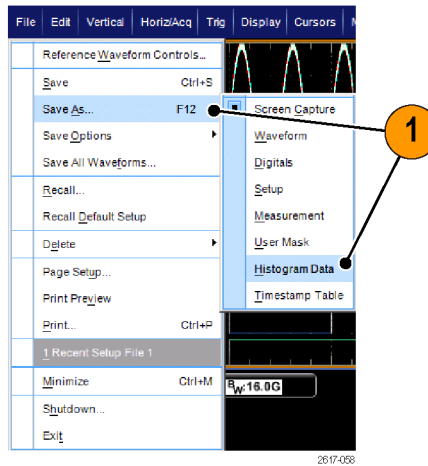 File Edit Vertical Horiz/Acq Trig Display Cursors
Reference Waveform Controls...
Save Ctrl+S
Save As... F12
Save Options
Save All Waveforms...
Recall...
Recall Default Setup
Delete
Page Setup...
Print Preview
Print... Ctrl+P
1 Recent Setup File 1
Minimize Ctrl+M
Shutdown...
Exit
Screen Capture
Waveform
Digitals
Setup
Measurement
User Mask
Histogram Data
Timestamp Table
1
BW:16.0G
2617-058